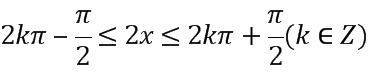 2kπ − π/2 ≤ 2x ≤ 2kπ + π/2 (k ∈ Z)